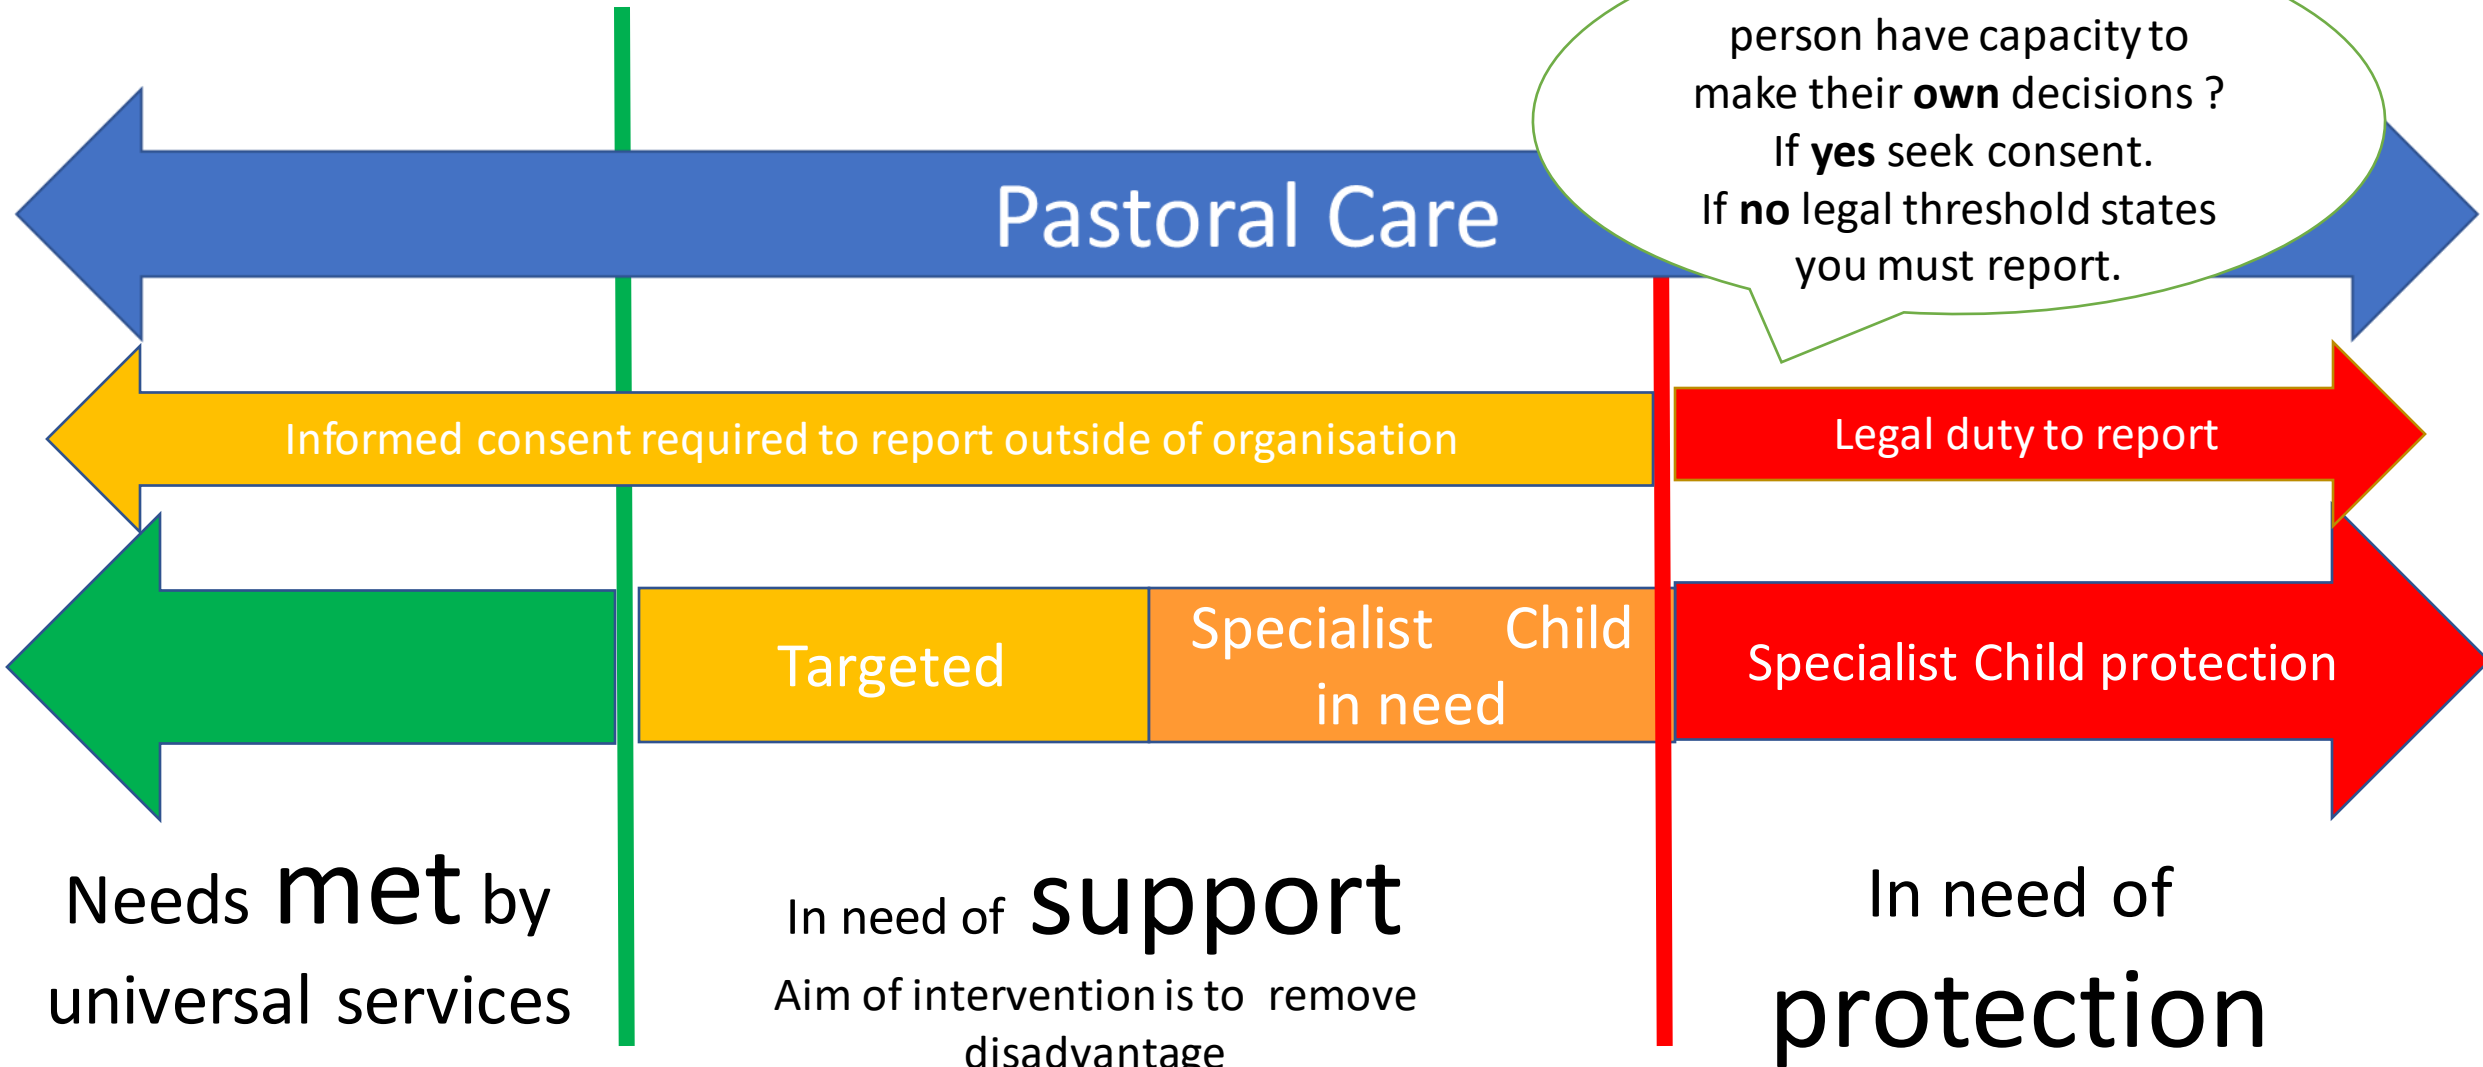 person have capacity to
make their own decisions ?
If yes seek consent.
If no legal threshold states
you must report.
Pastoral Care
Informed consent required to report outside of organisation
Legal duty to report
Targeted
Specialist Child
in need
Specialist Child protection
Needs met by
universal services
In need of support
Aim of intervention is to remove
disadvantage
In need of
protection